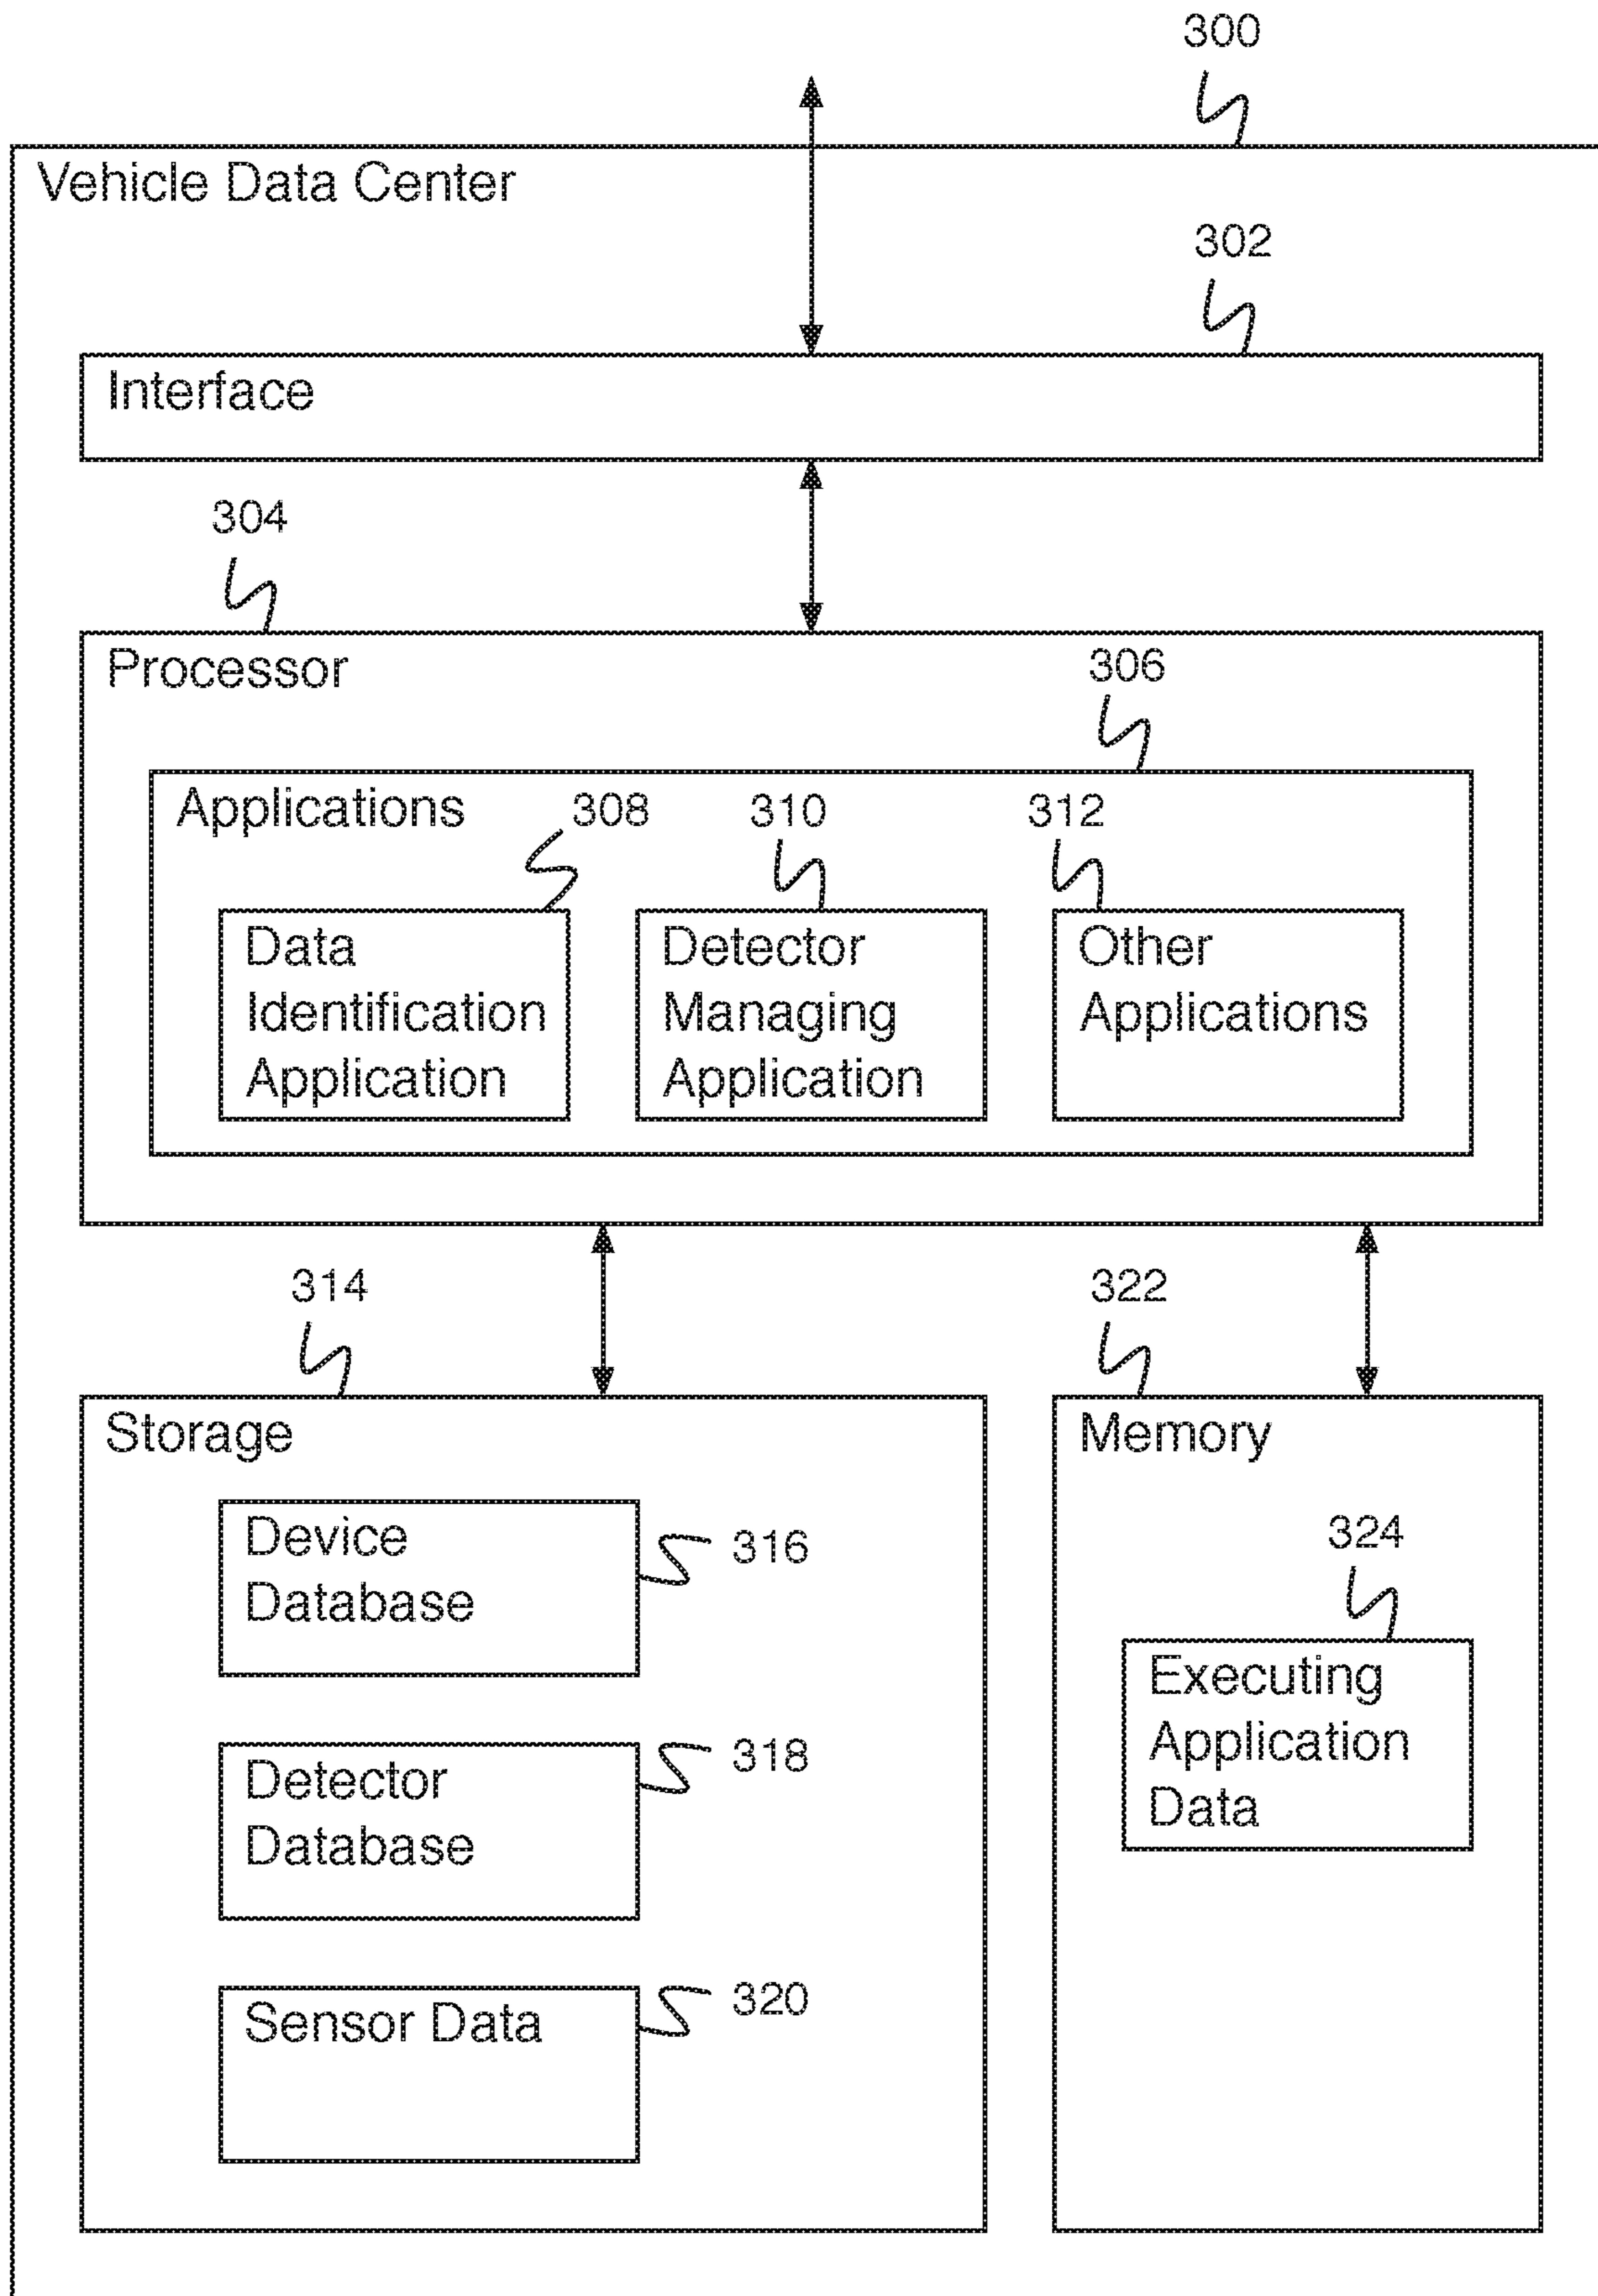 300
Vehicle Data Center
302
Interface
304
Processor
306
Applications
308
310
312
Data
Identification
Application
Detector
Managing
Application
Other
Applications
314
322
Storage
Device
Database
316
Detector
Database
318
Sensor Data
320
Memory
324
Executing
Application
Data